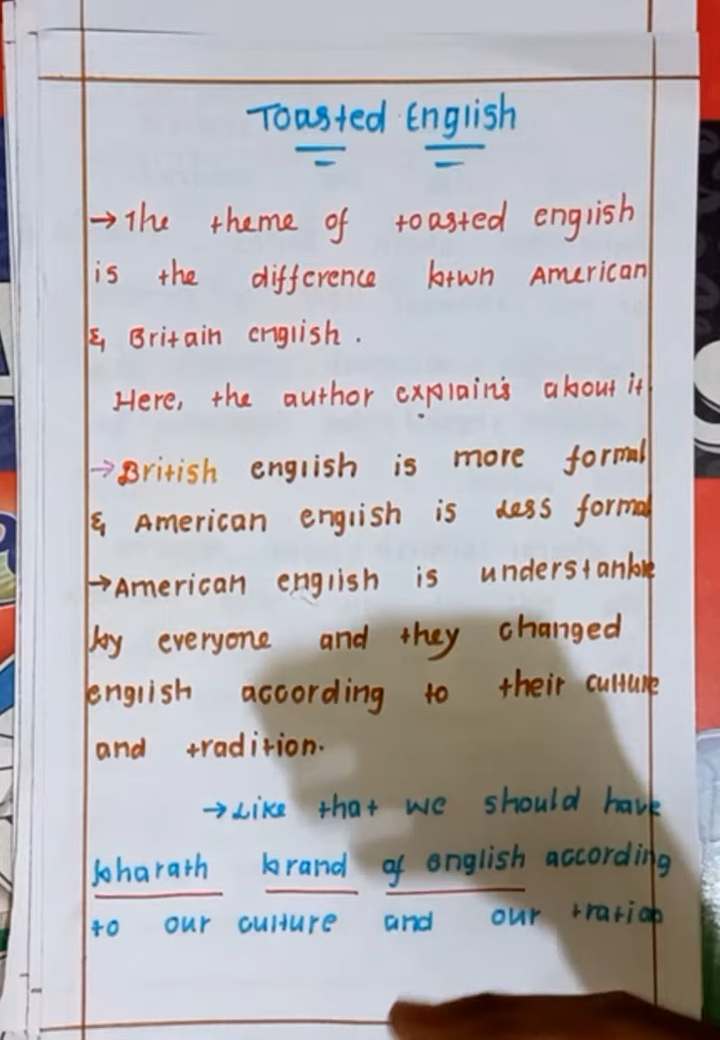 Toasted English
→ The theme of toasted english
is the difference btwn American
& Britain english.
Here, the author explains about it.
→ British english is more formal
& American english is less formal
→ American english is understanble
by everyone and they changed
english according to their culture
and tradition.
→ Like that we should have
bharath brand of english according
to our culture and our tration